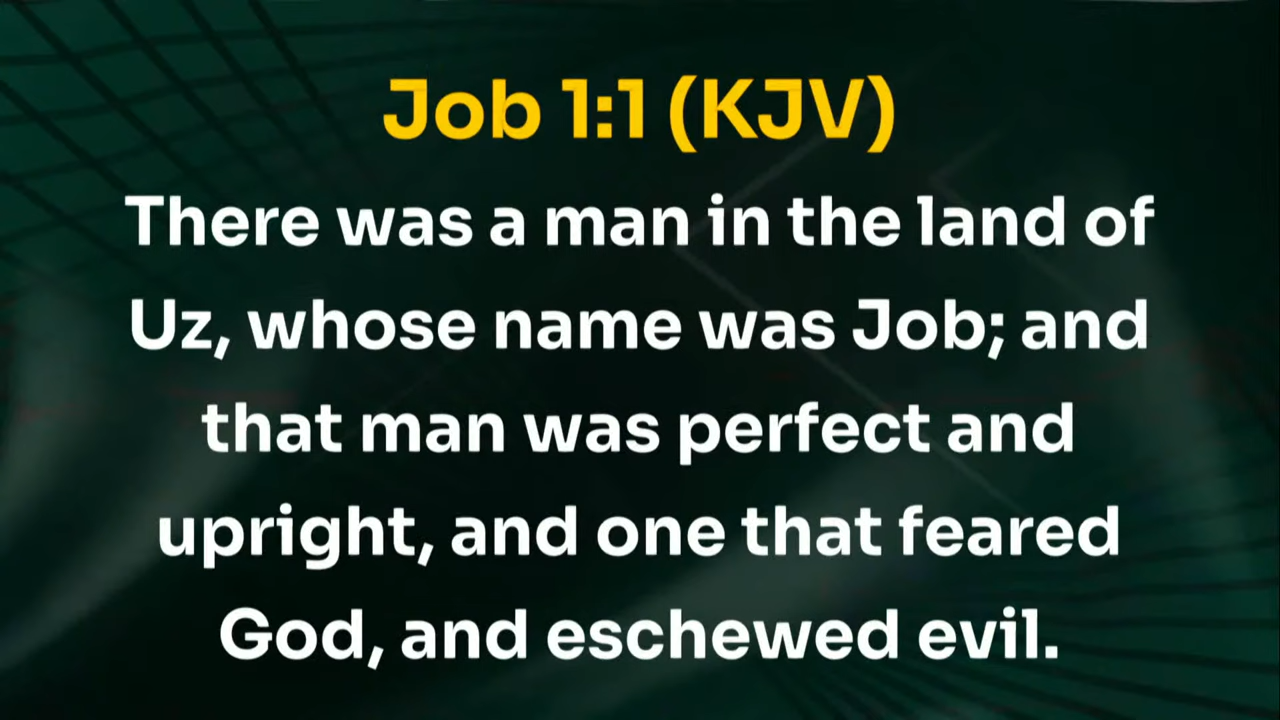 Job 1:1 (KJV)
There was a man in the land of
Uz, whose name was Job; and
that man was perfect and
upright, and one that feared
God, and eschewed evil.